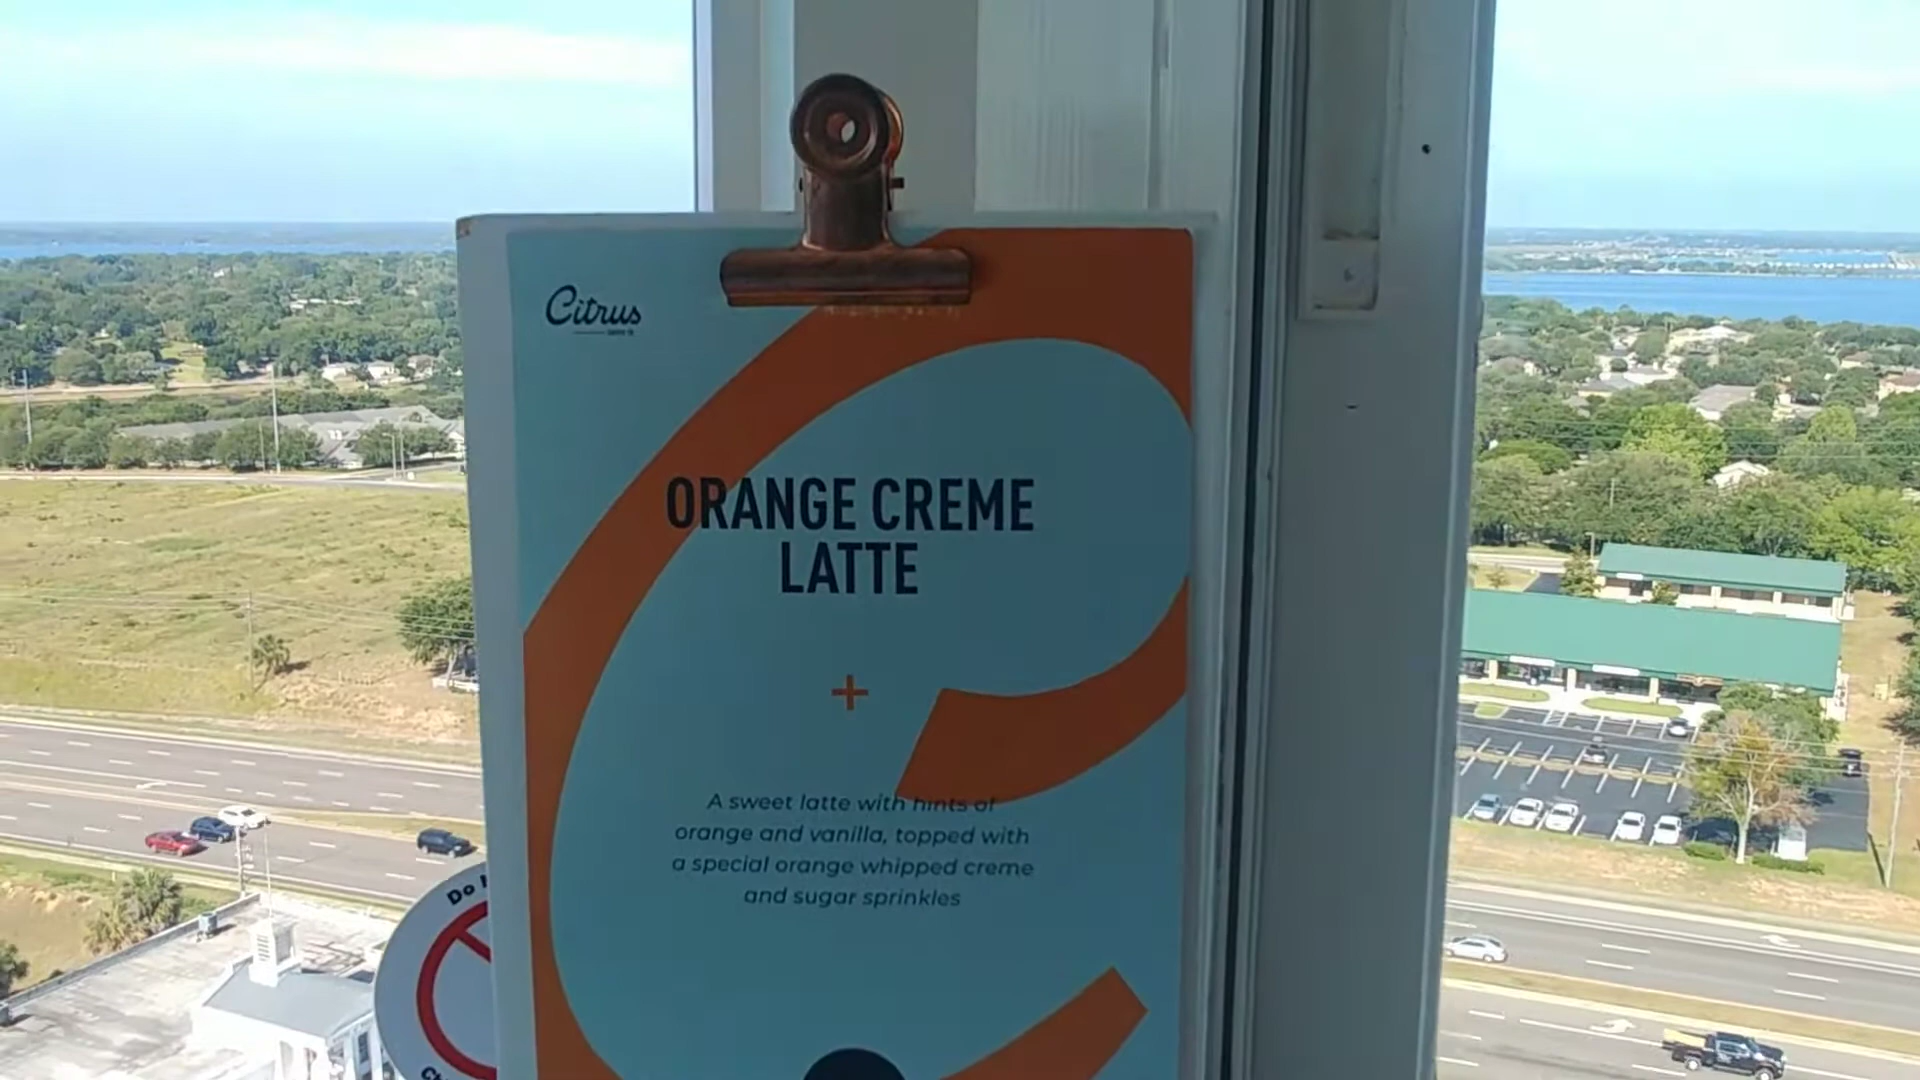 Citrus
ORANGE CREME
LATTE
+
A sweet latte with hints of
orange and vanilla, topped with
a special orange whipped creme
and sugar sprinkles
Do